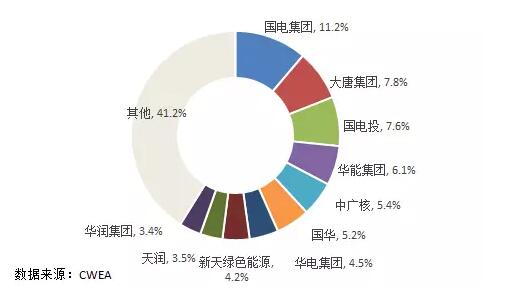 国电集团, 11.2%
大唐集团, 7.8%
国电投, 7.6%
华能集团, 6.1%
中广核, 5.4%
国华, 5.2%
华电集团, 4.5%
新天绿色能源,
4.2%
天润, 3.5%
华润集团, 3.4%
其他, 41.2%
数据来源：CWEA